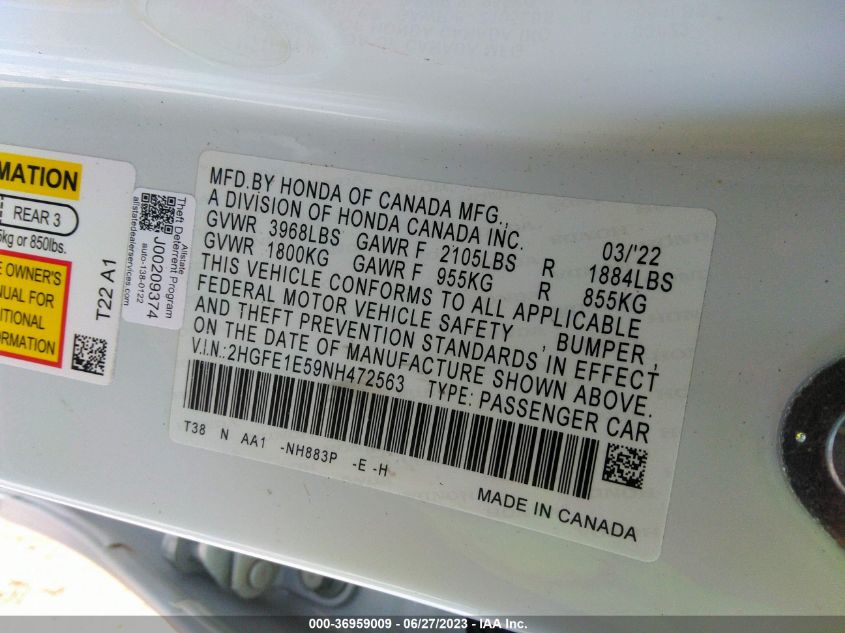 MATION
REAR 3
5kg or 850lbs.
E OWNER'S
NUAL FOR
ITIONAL
ORMATION
T22 A1
Allstate
Theft Deterrent Program
J00209374
auto-138-0122
allstatedealerservices.com
MFD.BY HONDA OF CANADA MFG.,
A DIVISION OF HONDA CANADA INC.
03/'22
GVWR 3968LBS GAWR F 2105LBS R 1884LBS
GVWR 1800KG GAWR F 955KG R 855KG
THIS VEHICLE CONFORMS TO ALL APPLICABLE
FEDERAL MOTOR VEHICLE SAFETY , BUMPER ,
AND THEFT PREVENTION STANDARDS IN EFFECT
ON THE DATE OF MANUFACTURE SHOWN ABOVE.
V.I.N.:2HGFE1E59NH472563 TYPE: PASSENGER CAR
T38 N AA1 -NH883P -E -H
MADE IN CANADA
000-36959009 - 06/27/2023 - IAA Inc.